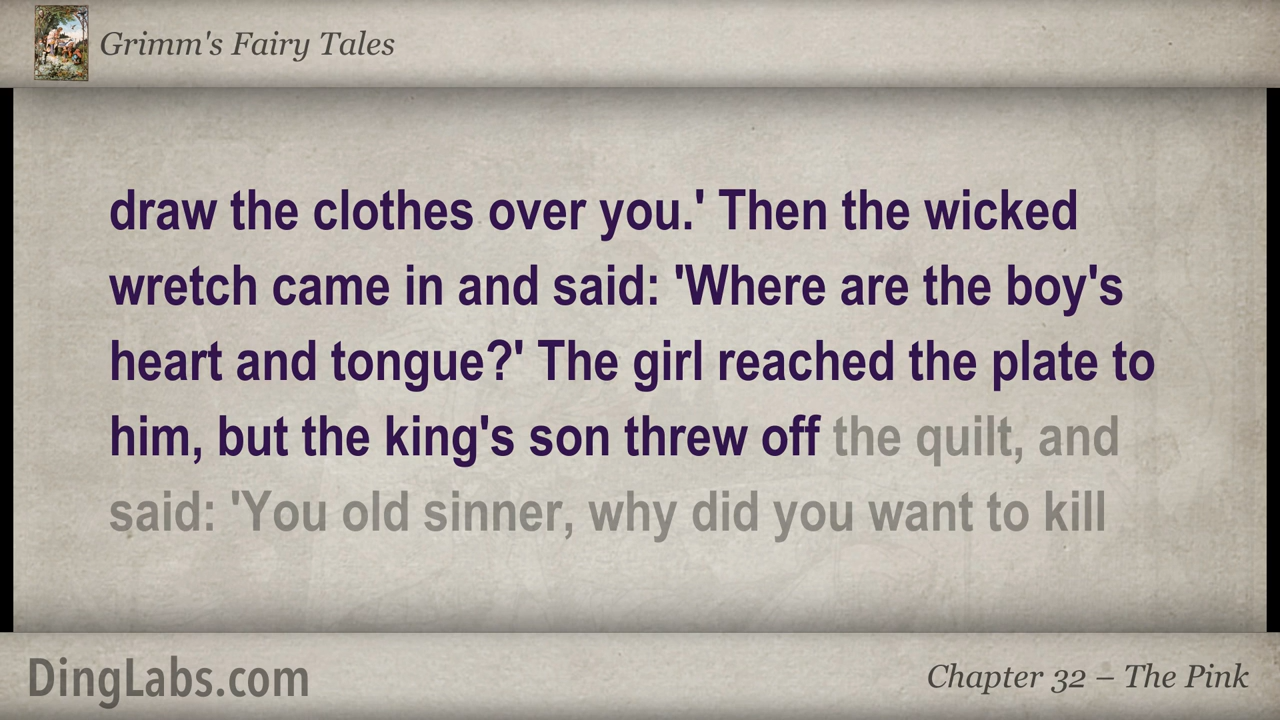 Grimm's Fairy Tales
draw the clothes over you.' Then the wicked
wretch came in and said: 'Where are the boy's
heart and tongue?' The girl reached the plate to
him, but the king's son threw off the quilt, and
said: 'You old sinner, why did you want to kill
DingLabs.com
Chapter 32 – The Pink